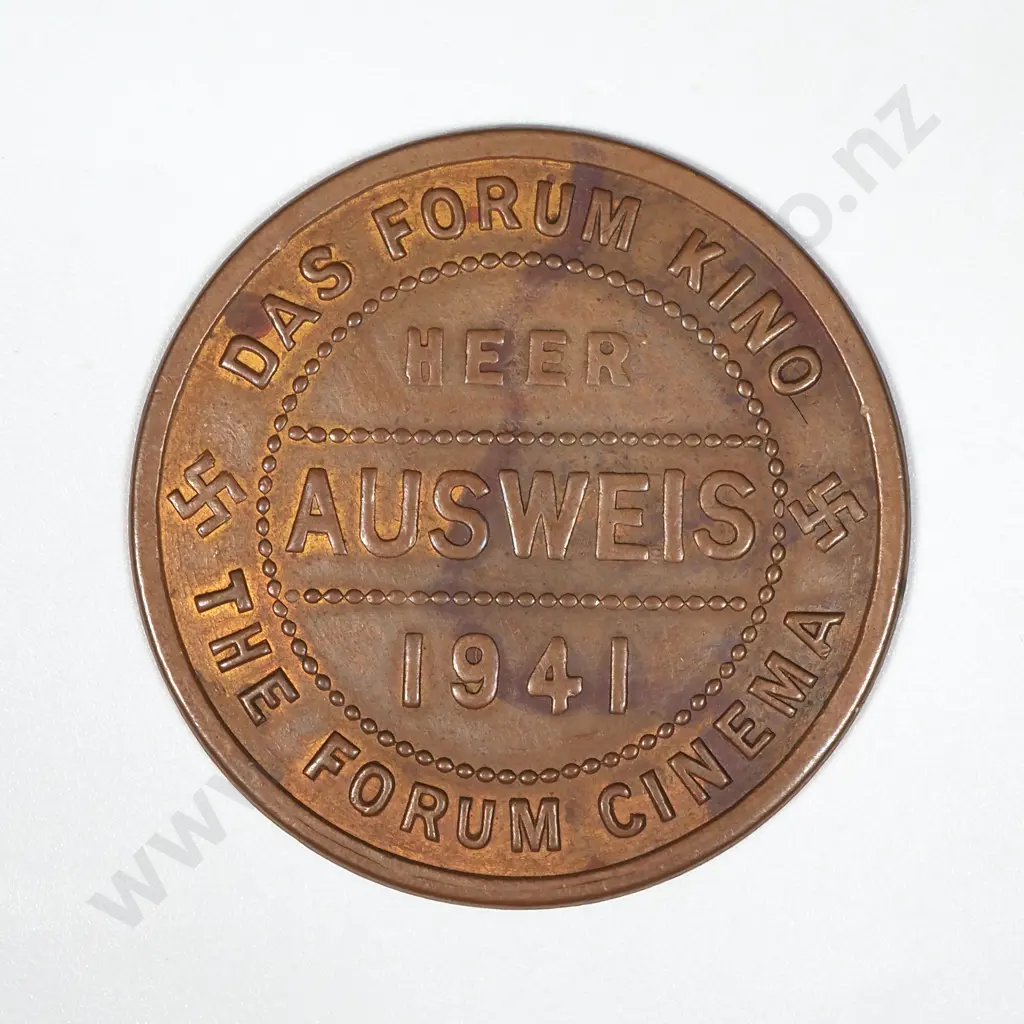 DAS FORUM KINO
HEER
AUSWEIS
1941
THE FORUM CINEMA